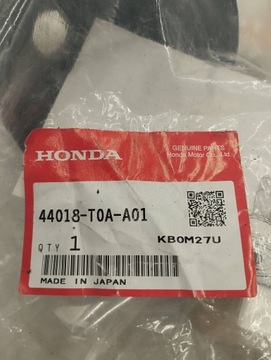 HONDA
GENUINE PARTS
Honda Motor Co., Ltd.
44018-T0A-A01
QTY 1
KB0M27U
MADE IN JAPAN